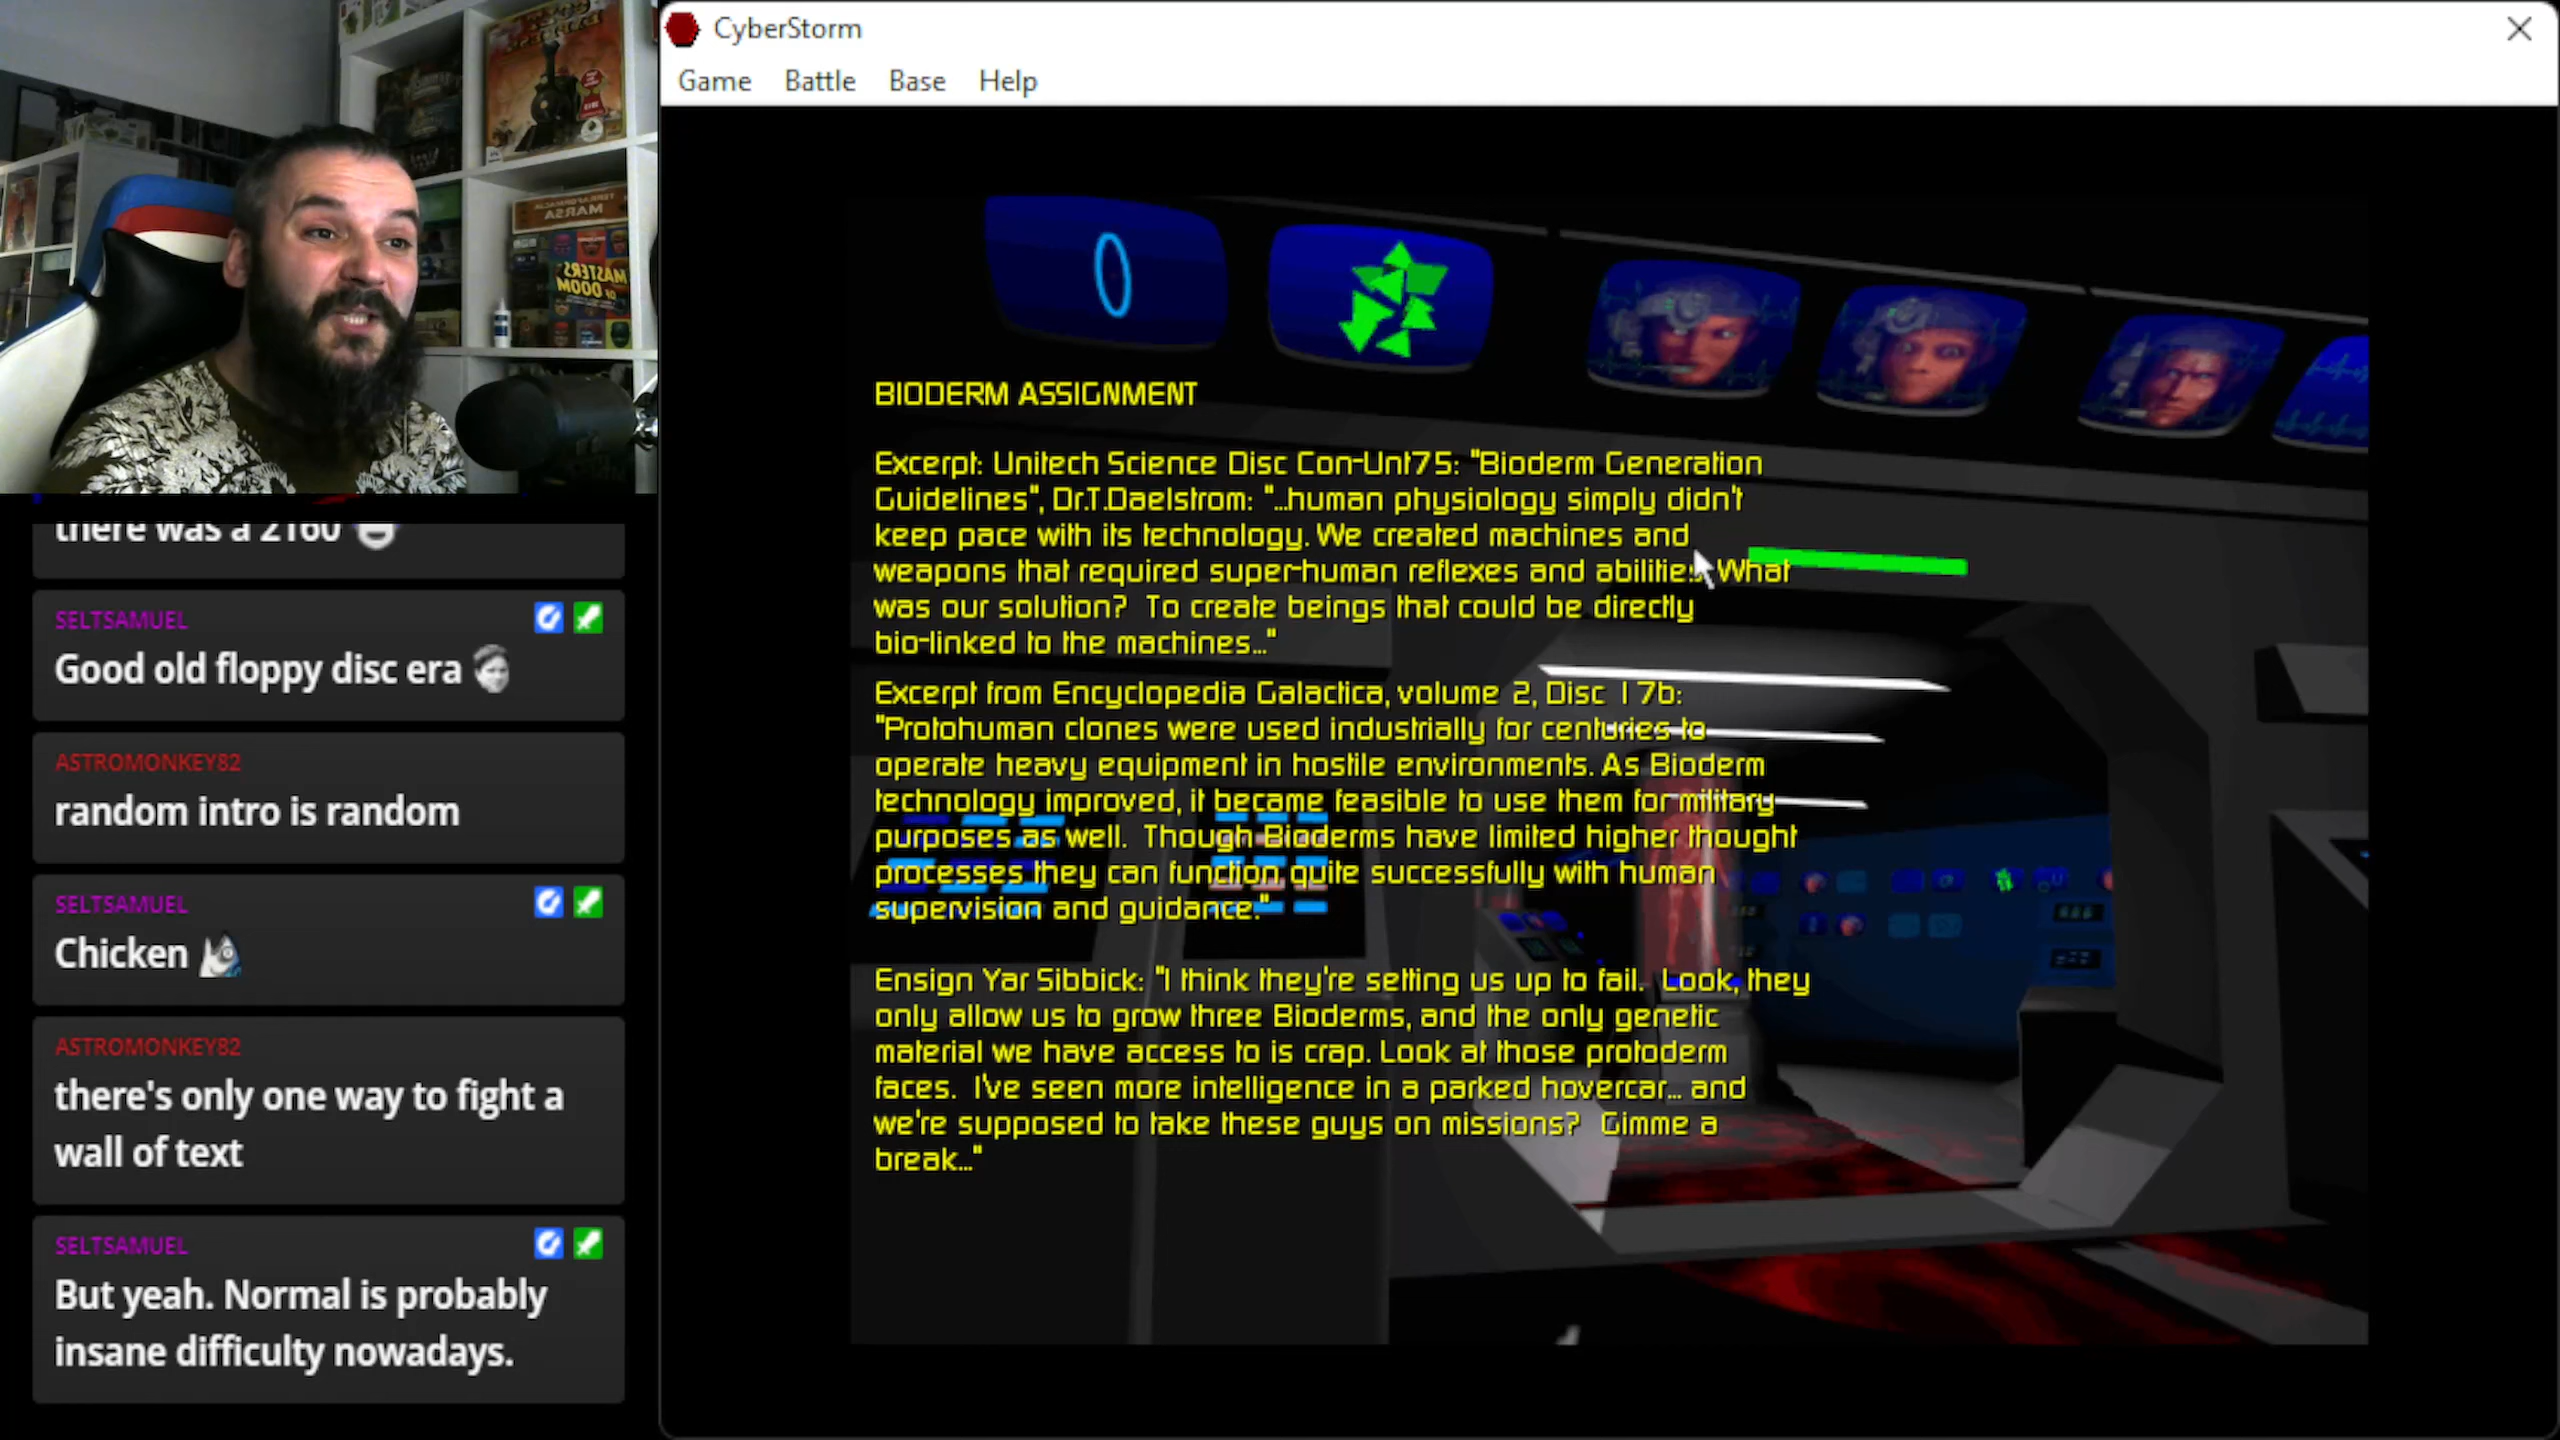 CyberStorm
Game Battle Base Help
MASTERS
OF DOOM
MARSA
there was a 2160
SELTSAMUEL
Good old floppy disc era
ASTROMONKEY82
random intro is random
SELTSAMUEL
Chicken
ASTROMONKEY82
there's only one way to fight a
wall of text
SELTSAMUEL
But yeah. Normal is probably
insane difficulty nowadays.
BIODERM ASSIGNMENT
Excerpt: Unitech Science Disc Con-Unt75: "Bioderm Generation
Guidelines", Dr.T.Daelstrom: "...human physiology simply didn't
keep pace with its technology. We created machines and
weapons that required super-human reflexes and abilities. What
was our solution?  To create beings that could be directly
bio-linked to the machines..."
Excerpt from Encyclopedia Galactica, volume 2, Disc 17b:
"Protohuman clones were used industrially for centuries to
operate heavy equipment in hostile environments. As Bioderm
technology improved, it became feasible to use them for military
purposes as well.  Though Bioderms have limited higher thought
processes they can function quite successfully with human
supervision and guidance."
Ensign Yar Sibbick: "I think they're setting us up to fail.  Look, they
only allow us to grow three Bioderms, and the only genetic
material we have access to is crap. Look at those protoderm
faces.  I've seen more intelligence in a parked hovercar... and
we're supposed to take these guys on missions?  Gimme a
break..."